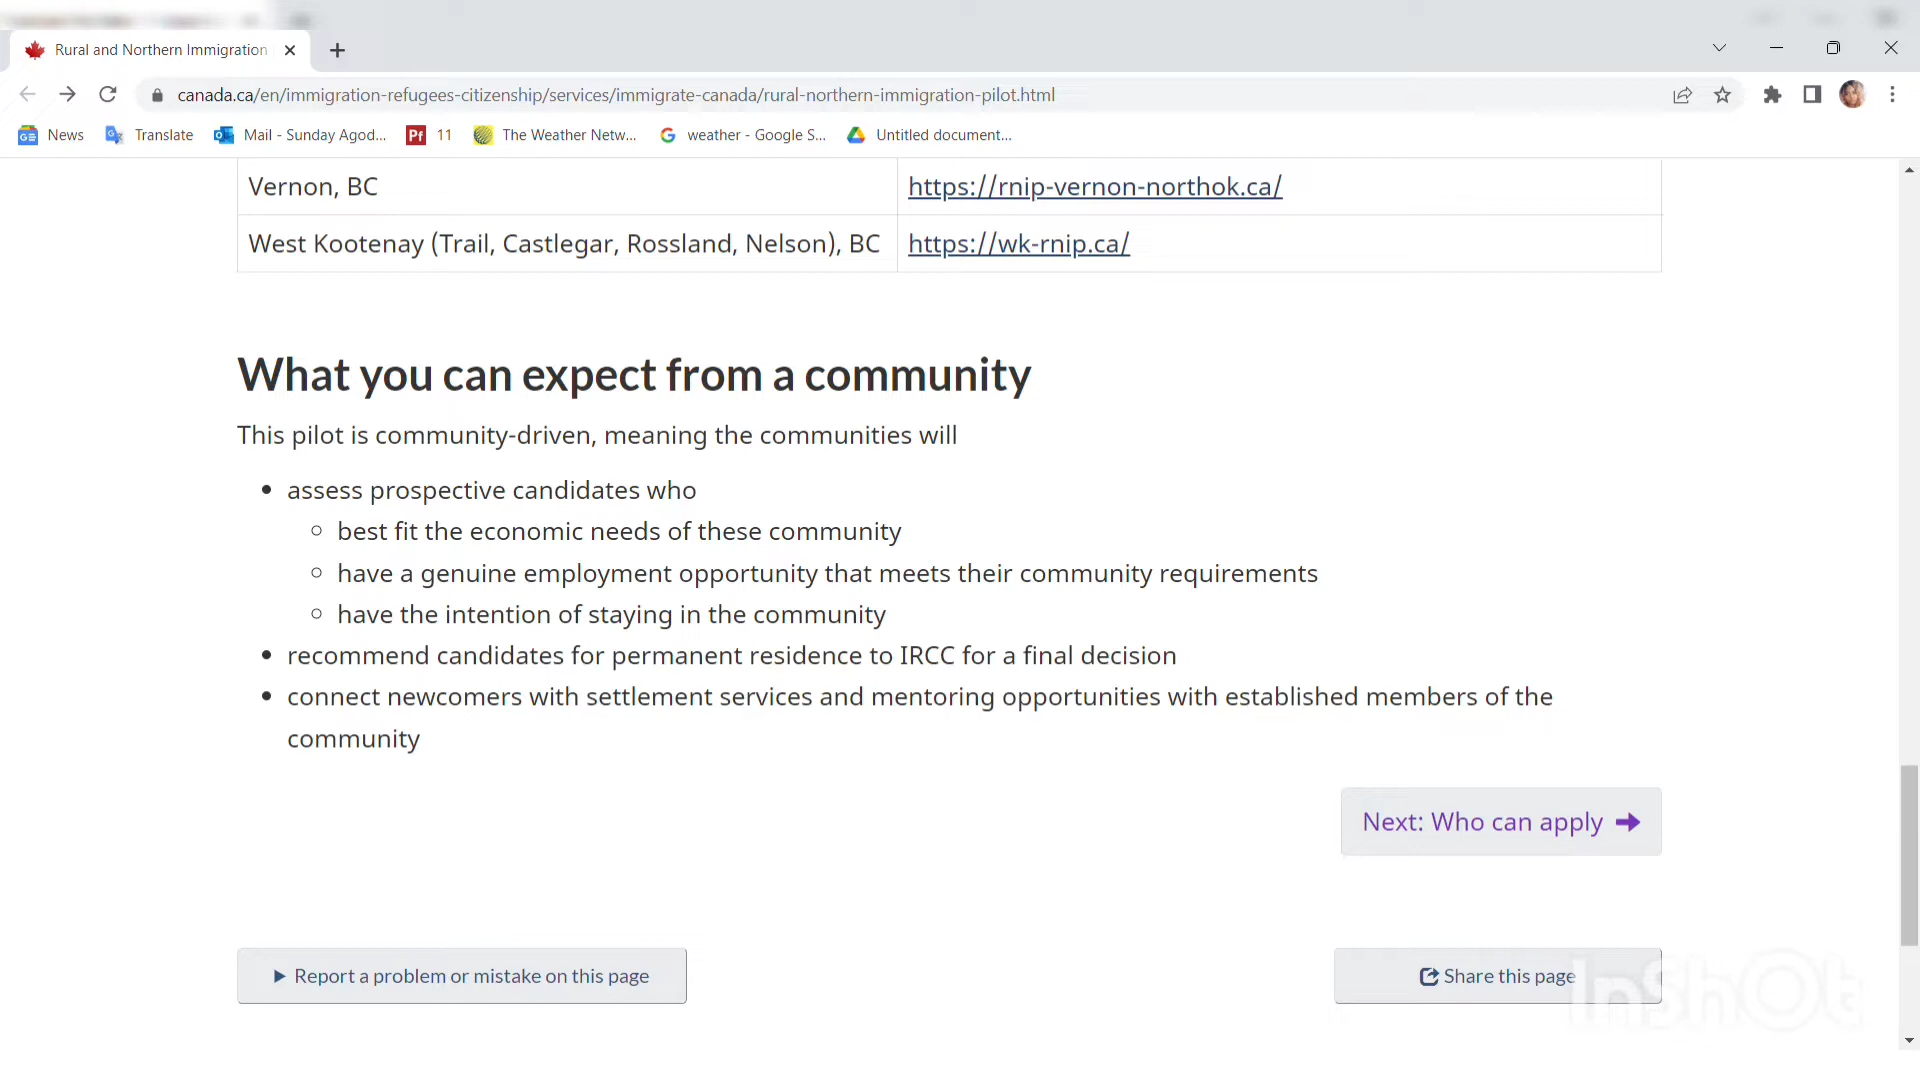 Rural and Northern Immigration
canada.ca/en/immigration-refugees-citizenship/services/immigrate-canada/rural-northern-immigration-pilot.html
News Translate Mail - Sunday Agod... Pf 11 The Weather Netw... weather - Google S... Untitled document...
Vernon, BC https://rnip-vernon-northok.ca/
West Kootenay (Trail, Castlegar, Rossland, Nelson), BC https://wk-rnip.ca/
What you can expect from a community
This pilot is community-driven, meaning the communities will
assess prospective candidates who
best fit the economic needs of these community
have a genuine employment opportunity that meets their community requirements
have the intention of staying in the community
recommend candidates for permanent residence to IRCC for a final decision
connect newcomers with settlement services and mentoring opportunities with established members of the
community
Next: Who can apply
Report a problem or mistake on this page Share this page
InShOt